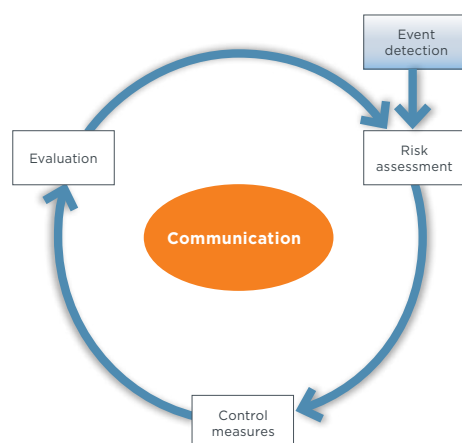 Event
detection
Evaluation
Risk
assessment
Communication
Control
measures